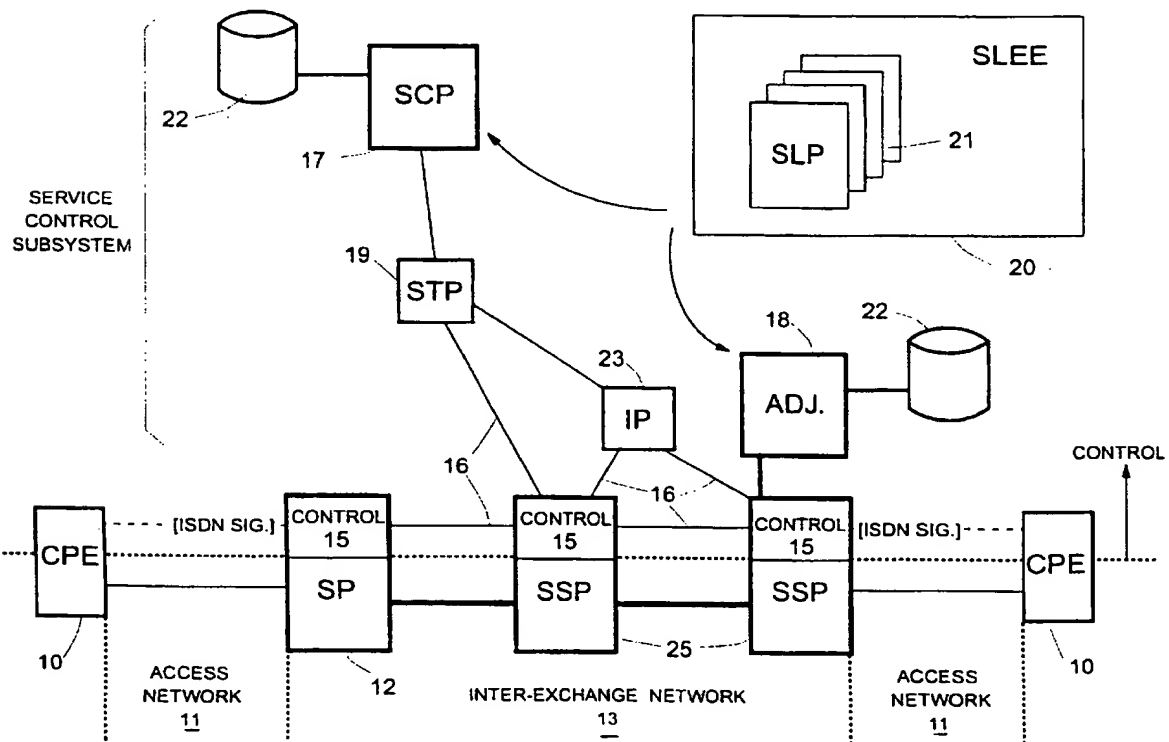 SLEE
22
SCP
SLP
21
17
SERVICE
CONTROL
SUBSYSTEM
19
STP
20
18
22
23
ADJ.
IP
CONTROL
16
16
[ISDN SIG.]
CONTROL
15
CONTROL
15
CONTROL
15
[ISDN SIG.]
CPE
CPE
SP
SSP
SSP
10
12
25
10
ACCESS
NETWORK
11
INTER-EXCHANGE NETWORK
13
ACCESS
NETWORK
11